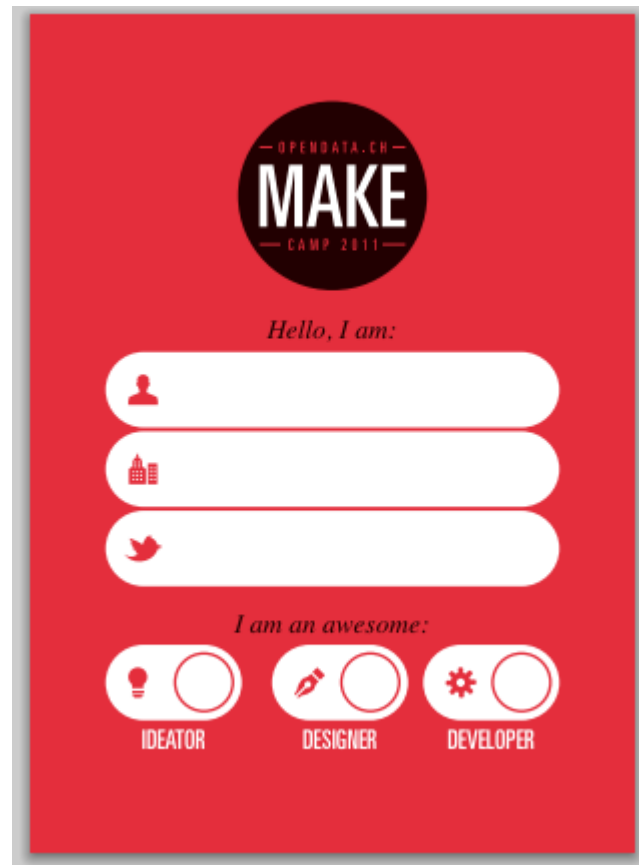 OPENDATA.CH
MAKE
CAMP 2011
Hello, I am:
I am an awesome:
IDEATOR DESIGNER DEVELOPER